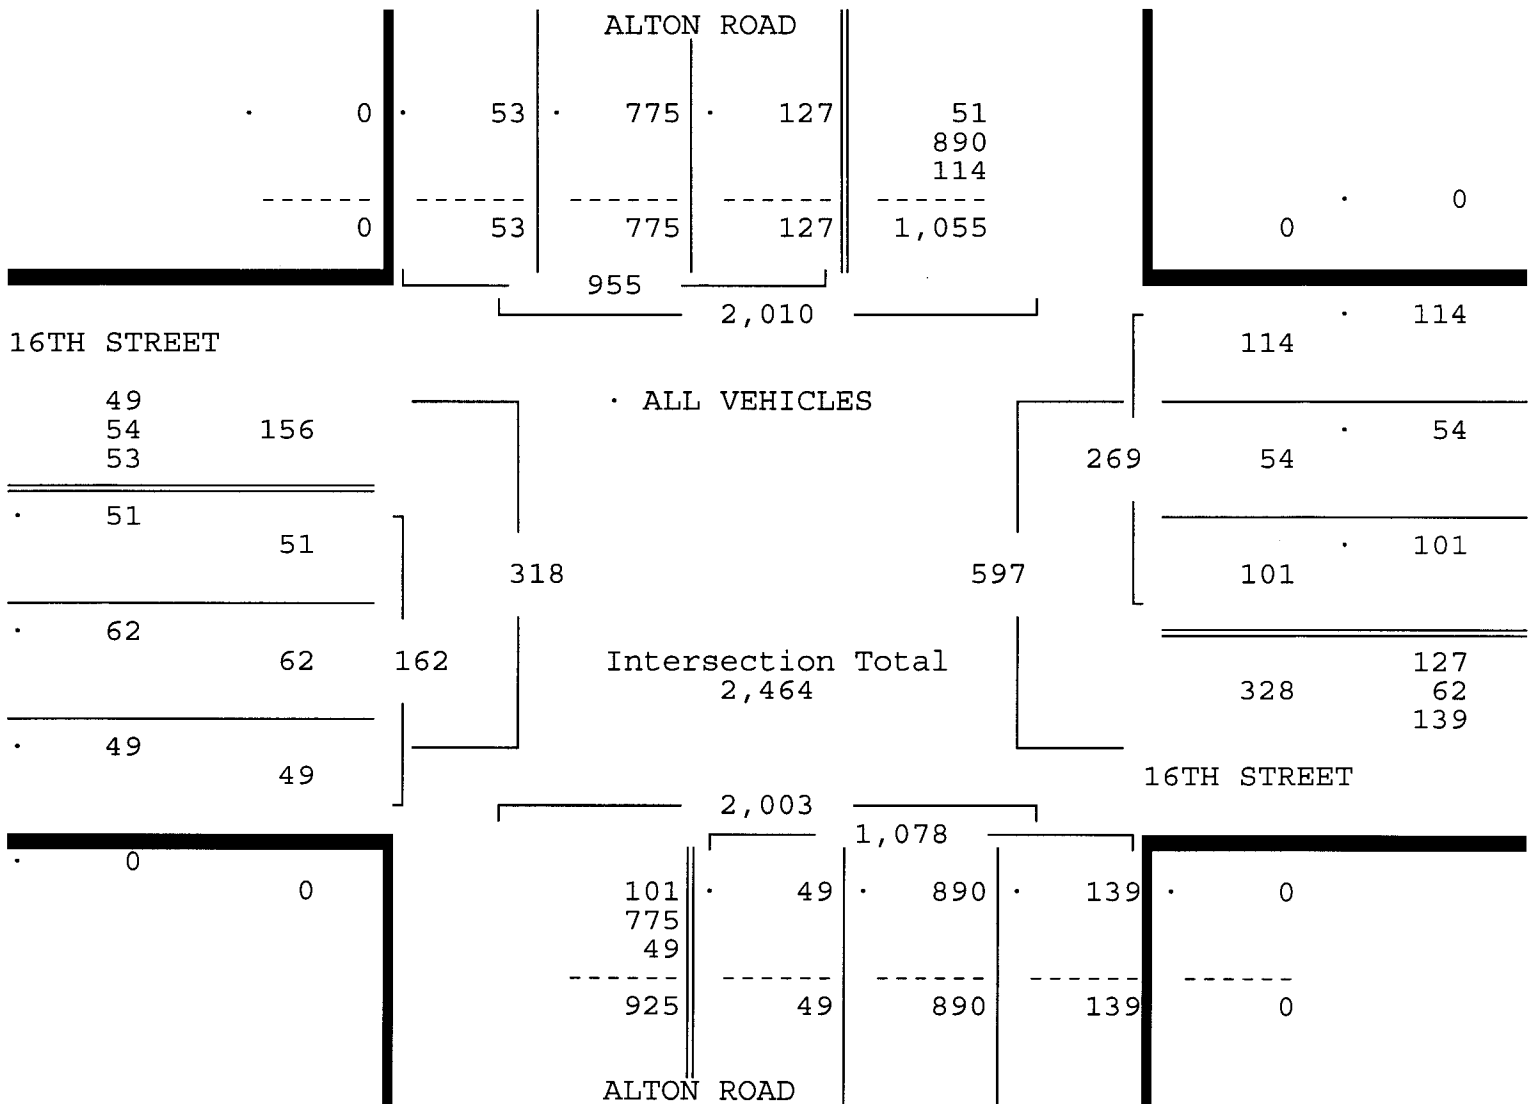 ALTON ROAD
· 0 · 53 · 775 · 127 51
890
114
------ ------ ------ ------ ------ · 0
0 53 775 127 1,055 0
955
2,010 · 114
16TH STREET 114
49 · ALL VEHICLES
54 156 · 54
53 269 54
· 51
51 · 101
318 597 101
· 62
62 162 Intersection Total 127
2,464 328 62
139
· 49
49 16TH STREET
2,003
1,078
· 0
0 101 · 49 · 890 · 139 · 0
775
49
------ ------ ------ ------ ------
925 49 890 139 0
ALTON ROAD